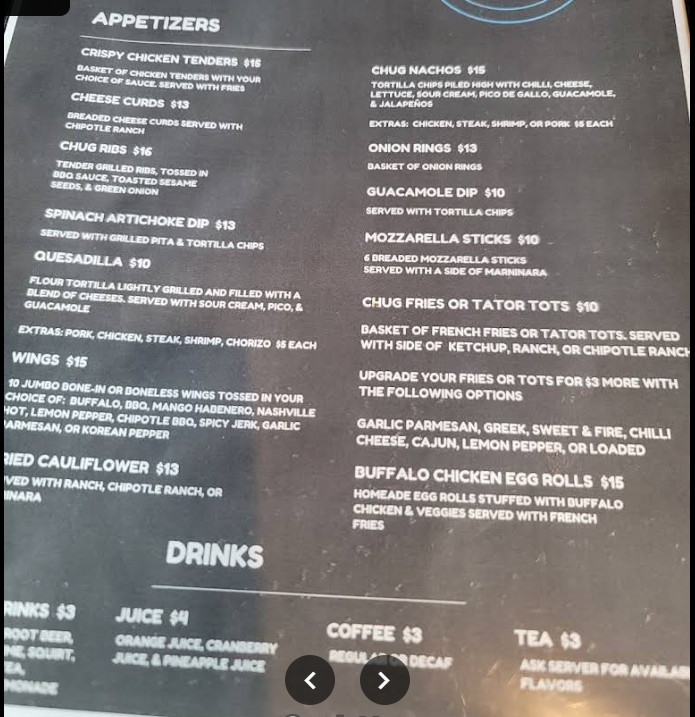 APPETIZERS
CRISPY CHICKEN TENDERS $15
BASKET OF CHICKEN TENDERS WITH YOUR
CHOICE OF SAUCE. SERVED WITH FRIES
CHEESE CURDS $13
BREADED CHEESE CURDS SERVED WITH
CHIPOTLE RANCH
CHUG RIBS $16
TENDER GRILLED RIBS, TOSSED IN
BBQ SAUCE, TOASTED SESAME
SEEDS, & GREEN ONION
SPINACH ARTICHOKE DIP $13
SERVED WITH GRILLED PITA & TORTILLA CHIPS
QUESADILLA $10
FLOUR TORTILLA LIGHTLY GRILLED AND FILLED WITH A
BLEND OF CHEESES. SERVED WITH SOUR CREAM, PICO, &
GUACAMOLE
EXTRAS: PORK, CHICKEN, STEAK, SHRIMP, CHORIZO $5 EACH
WINGS $15
10 JUMBO BONE-IN OR BONELESS WINGS TOSSED IN YOUR
CHOICE OF: BUFFALO, BBQ, MANGO HABENERO, NASHVILLE
HOT, LEMON PEPPER, CHIPOTLE BBQ, SPICY JERK, GARLIC
PARMESAN, OR KOREAN PEPPER
RIED CAULIFLOWER $13
VED WITH RANCH, CHIPOTLE RANCH, OR
INARA
CHUG NACHOS $15
TORTILLA CHIPS PILED HIGH WITH CHILLI, CHEESE,
LETTUCE, SOUR CREAM, PICO DE GALLO, GUACAMOLE,
& JALAPEÑOS
EXTRAS: CHICKEN, STEAK, SHRIMP, OR PORK $5 EACH
ONION RINGS $13
BASKET OF ONION RINGS
GUACAMOLE DIP $10
SERVED WITH TORTILLA CHIPS
MOZZARELLA STICKS $10
6 BREADED MOZZARELLA STICKS
SERVED WITH A SIDE OF MARNINARA
CHUG FRIES OR TATOR TOTS $10
BASKET OF FRENCH FRIES OR TATOR TOTS. SERVED
WITH SIDE OF KETCHUP, RANCH, OR CHIPOTLE RANCH
UPGRADE YOUR FRIES OR TOTS FOR $3 MORE WITH
THE FOLLOWING OPTIONS
GARLIC PARMESAN, GREEK, SWEET & FIRE, CHILLI
CHEESE, CAJUN, LEMON PEPPER, OR LOADED
BUFFALO CHICKEN EGG ROLLS $15
HOMEADE EGG ROLLS STUFFED WITH BUFFALO
CHICKEN & VEGGIES SERVED WITH FRENCH
FRIES
DRINKS
RINKS $3
ROOT BEER,
SQUIRT,
JUICE $4
ORANGE JUICE, CRANBERRY
JUICE, & PINEAPPLE JUICE
COFFEE $3
REGULAR OR DECAF
TEA $3
ASK SERVER FOR AVAILAB
FLAVORS